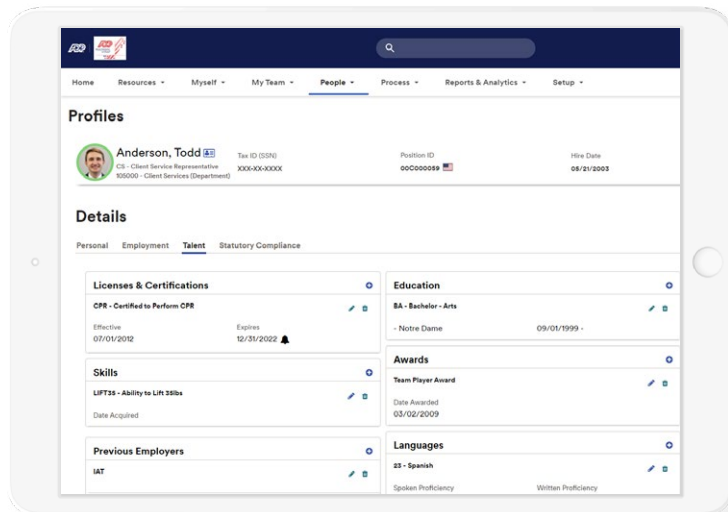 ADP
Home Resources Myself My Team People Process Reports & Analytics Setup
Profiles
Anderson, Todd
CS - Client Service Representative
105000 - Client Services (Department)
Tax ID (SSN)
XXX-XX-XXXX
Position ID
00C000059
Hire Date
05/21/2003
Details
Personal Employment Talent Statutory Compliance
Licenses & Certifications
CPR - Certified to Perform CPR
Effective Expires
07/01/2012 12/31/2022
Skills
LIFT35 - Ability to Lift 35lbs
Date Acquired
Previous Employers
IAT
Education
BA - Bachelor - Arts
- Notre Dame 09/01/1999 -
Awards
Team Player Award
Date Awarded
03/02/2009
Languages
23 - Spanish
Spoken Proficiency Written Proficiency